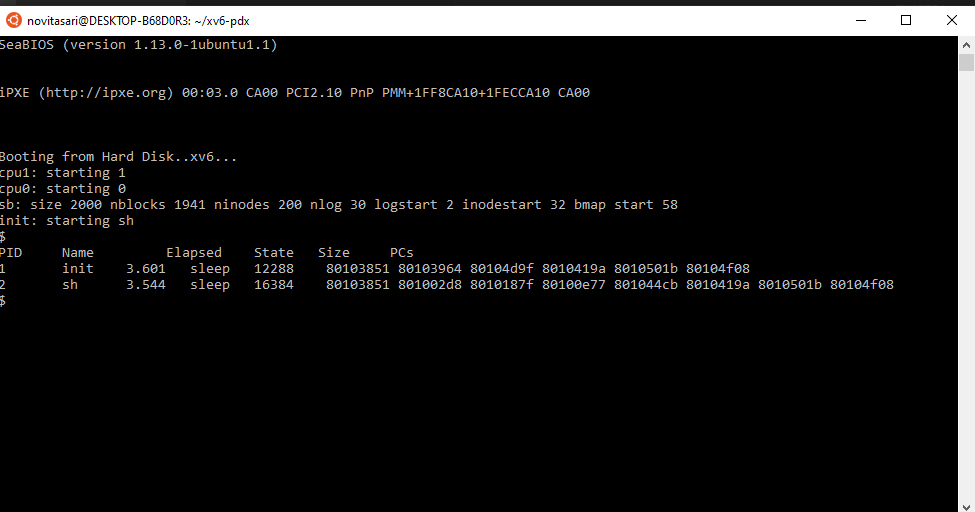 novitasari@DESKTOP-B68D0R3: ~/xv6-pdx
SeaBIOS (version 1.13.0-1ubuntu1.1)
iPXE (http://ipxe.org) 00:03.0 CA00 PCI2.10 PnP PMM+1FF8CA10+1FECCA10 CA00
Booting from Hard Disk..xv6...
cpu1: starting 1
cpu0: starting 0
sb: size 2000 nblocks 1941 ninodes 200 nlog 30 logstart 2 inodestart 32 bmap start 58
init: starting sh
$
PID     Name         Elapsed    State   Size     PCs
1       init    3.601   sleep   12288    80103851 80103964 80104d9f 8010419a 8010501b 80104f08
2       sh      3.544   sleep   16384    80103851 801002d8 8010187f 80100e77 801044cb 8010419a 8010501b 80104f08
$